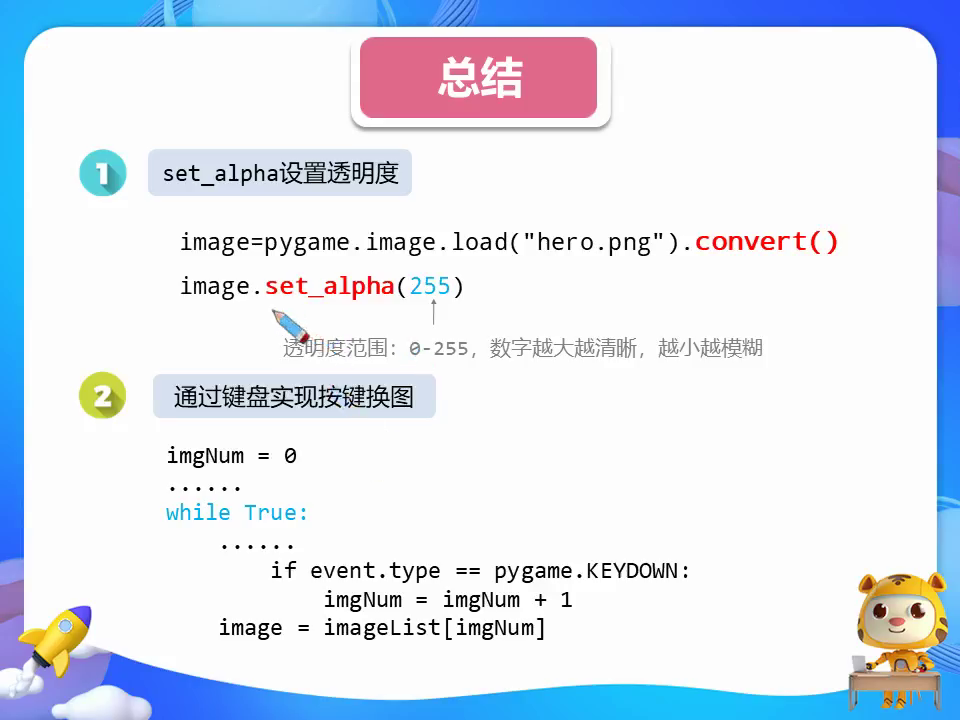 总结
1
set_alpha设置透明度
image=pygame.image.load("hero.png").convert()
image.set_alpha(255)
透明度范围：0-255，数字越大越清晰，越小越模糊
2
通过键盘实现按键换图
imgNum = 0
......
while True:
......
if event.type == pygame.KEYDOWN:
imgNum = imgNum + 1
image = imageList[imgNum]